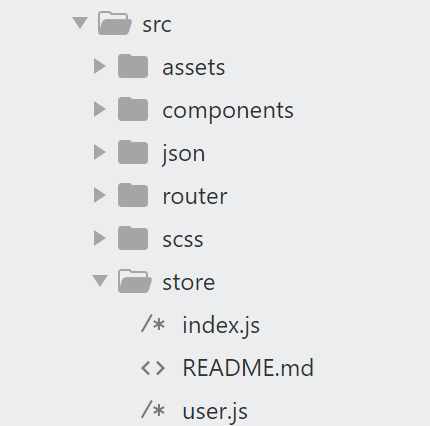 src
assets
components
json
router
scss
store
index.js
README.md
user.js